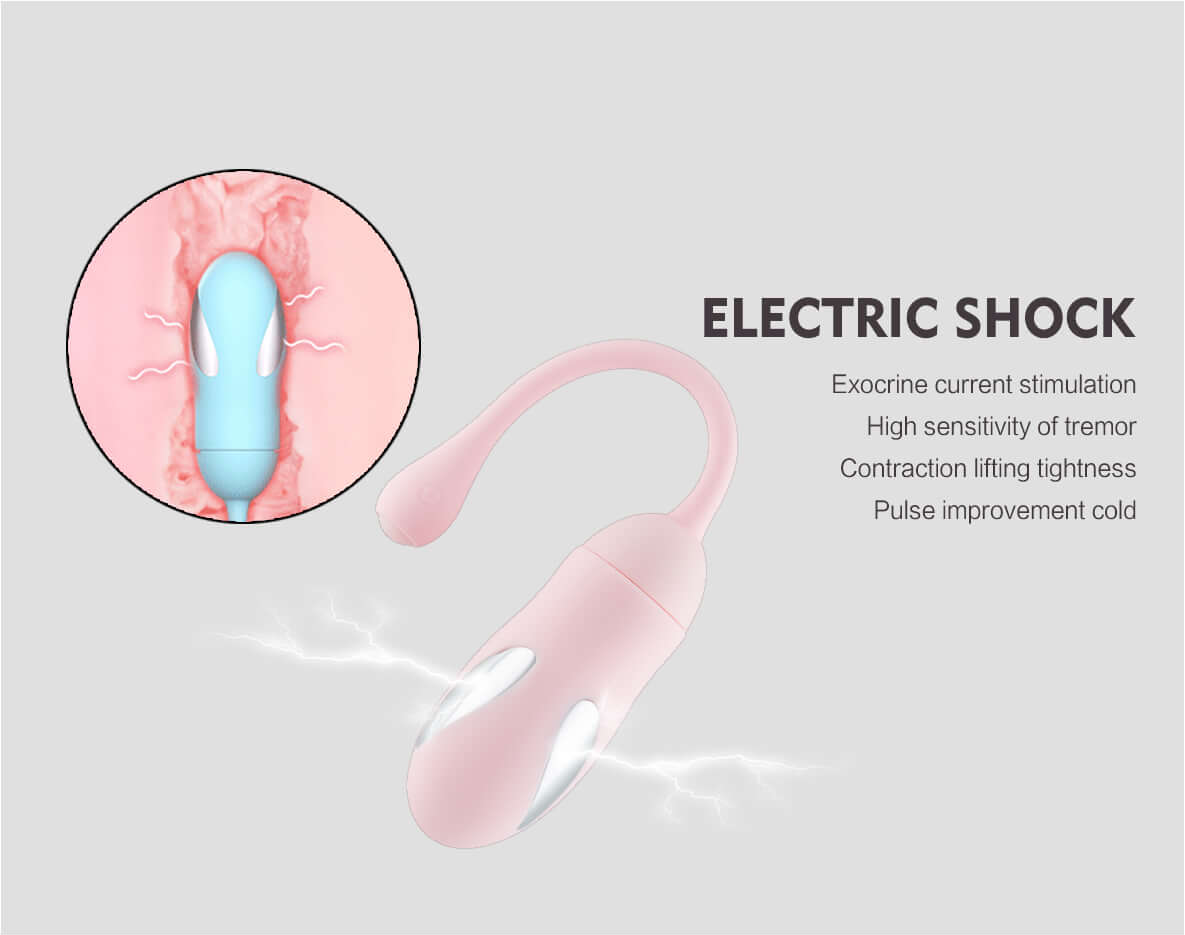 ELECTRIC SHOCK
Exocrine current stimulation
High sensitivity of tremor
Contraction lifting tightness
Pulse improvement cold